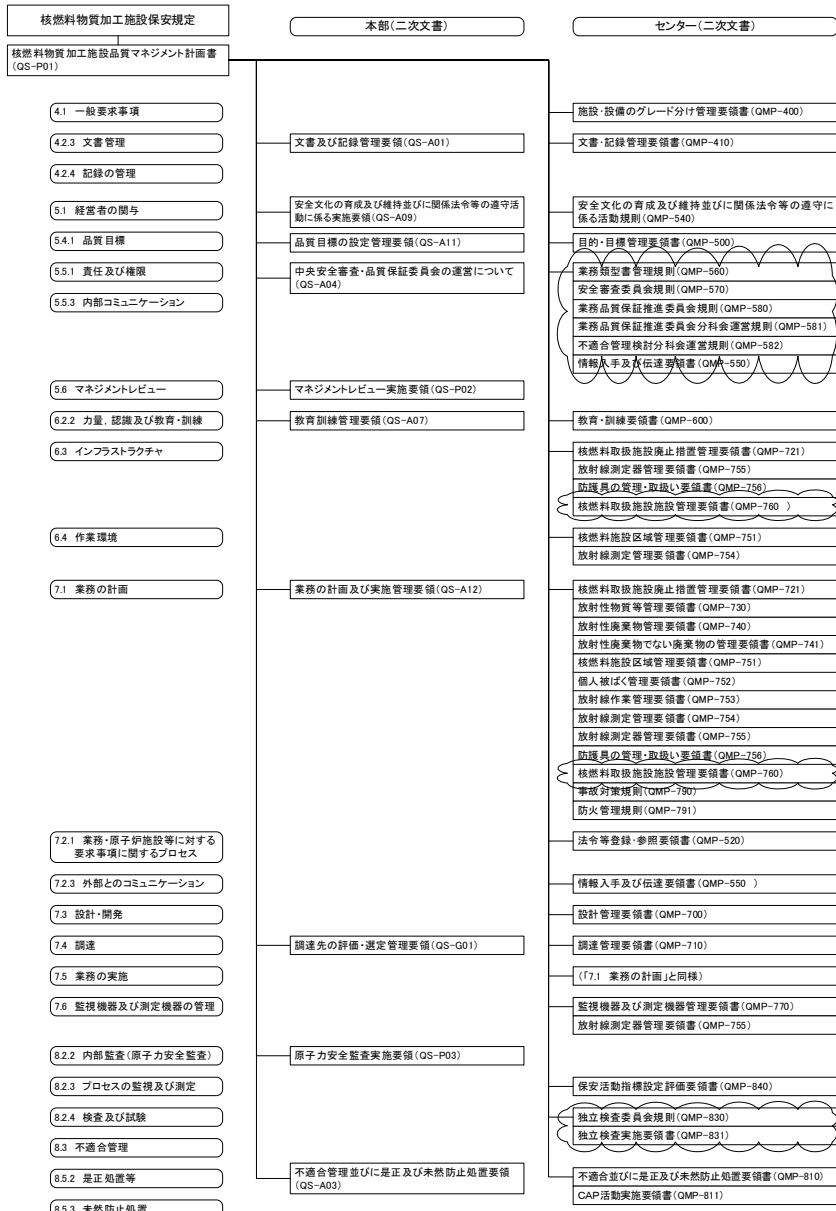 核燃料物質加工施設保安規定
本部(二次文書)
センター(二次文書)
核燃料物質加工施設品質マネジメント計画書
(QS-P01)
4.1 一般要求事項
施設・設備のグレード分け管理要領書(QMP-400)
4.2.3 文書管理
文書及び記録管理要領(QS-A01)
文書・記録管理要領書(QMP-410)
4.2.4 記録の管理
5.1 経営者の関与
安全文化の育成及び維持並びに関係法令等の遵守活
動に係る実施要領(QS-A09)
安全文化の育成及び維持並びに関係法令等の遵守に
係る活動規則(QMP-540)
5.4.1 品質目標
品質目標の設定管理要領(QS-A11)
目的・目標管理要領書(QMP-500)
5.5.1 責任及び権限
中央安全審査・品質保証委員会の運営について
(QS-A04)
業務類型書管理規則(QMP-560)
安全審査委員会規則(QMP-570)
5.5.3 内部コミュニケーション
業務品質保証推進委員会規則(QMP-580)
業務品質保証推進委員会分科会運営規則(QMP-581)
不適合管理検討分科会運営規則(QMP-582)
情報入手及び伝達要領書(QMP-550)
5.6 マネジメントレビュー
マネジメントレビュー実施要領(QS-P02)
6.2.2 力量, 認識及び教育・訓練
教育訓練管理要領(QS-A07)
教育・訓練要領書(QMP-600)
6.3 インフラストラクチャ
核燃料取扱施設廃止措置管理要領書(QMP-721)
放射線測定器管理要領書(QMP-755)
防護具の管理・取扱い要領書(QMP-756)
核燃料取扱施設施設管理要領書(QMP-760 )
6.4 作業環境
核燃料施設区域管理要領書(QMP-751)
放射線測定管理要領書(QMP-754)
7.1 業務の計画
業務の計画及び実施管理要領(QS-A12)
核燃料取扱施設廃止措置管理要領書(QMP-721)
放射性物質等管理要領書(QMP-730)
放射性廃棄物管理要領書(QMP-740)
放射性廃棄物でない廃棄物の管理要領書(QMP-741)
核燃料施設区域管理要領書(QMP-751)
個人被ばく管理要領書(QMP-752)
放射線作業管理要領書(QMP-753)
放射線測定管理要領書(QMP-754)
放射線測定器管理要領書(QMP-755)
防護具の管理・取扱い要領書(QMP-756)
核燃料取扱施設施設管理要領書(QMP-760)
事故対策規則(QMP-790)
防火管理規則(QMP-791)
7.2.1 業務・原子炉施設等に対する
要求事項に関するプロセス
法令等登録・参照要領書(QMP-520)
7.2.3 外部とのコミュニケーション
情報入手及び伝達要領書(QMP-550 )
7.3 設計・開発
設計管理要領書(QMP-700)
7.4 調達
調達先の評価・選定管理要領(QS-G01)
調達管理要領書(QMP-710)
7.5 業務の実施
(「7.1 業務の計画」と同様)
7.6 監視機器及び測定機器の管理
監視機器及び測定機器管理要領書(QMP-770)
放射線測定器管理要領書(QMP-755)
8.2.2 内部監査(原子力安全監査)
原子力安全監査実施要領(QS-P03)
8.2.3 プロセスの監視及び測定
保安活動指標設定評価要領書(QMP-840)
8.2.4 検査及び試験
独立検査委員会規則(QMP-830)
独立検査実施要領書(QMP-831)
8.3 不適合管理
8.5.2 是正処置等
不適合管理並びに是正及び未然防止処置要領
(QS-A03)
不適合並びに是正及び未然防止処置要領書(QMP-810)
CAP活動実施要領書(QMP-811)
8.5.3 未然防止処置